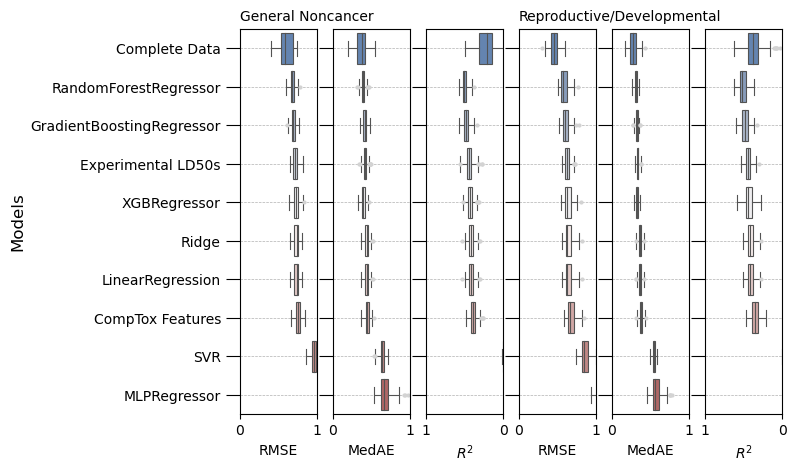 General Noncancer
Reproductive/Developmental
Models
Complete Data
RandomForestRegressor
GradientBoostingRegressor
Experimental LD50s
XGBRegressor
Ridge
LinearRegression
CompTox Features
SVR
MLPRegressor
0 1 0 1 1 0 0 1 0 1 1 0
RMSE MedAE R² RMSE MedAE R²